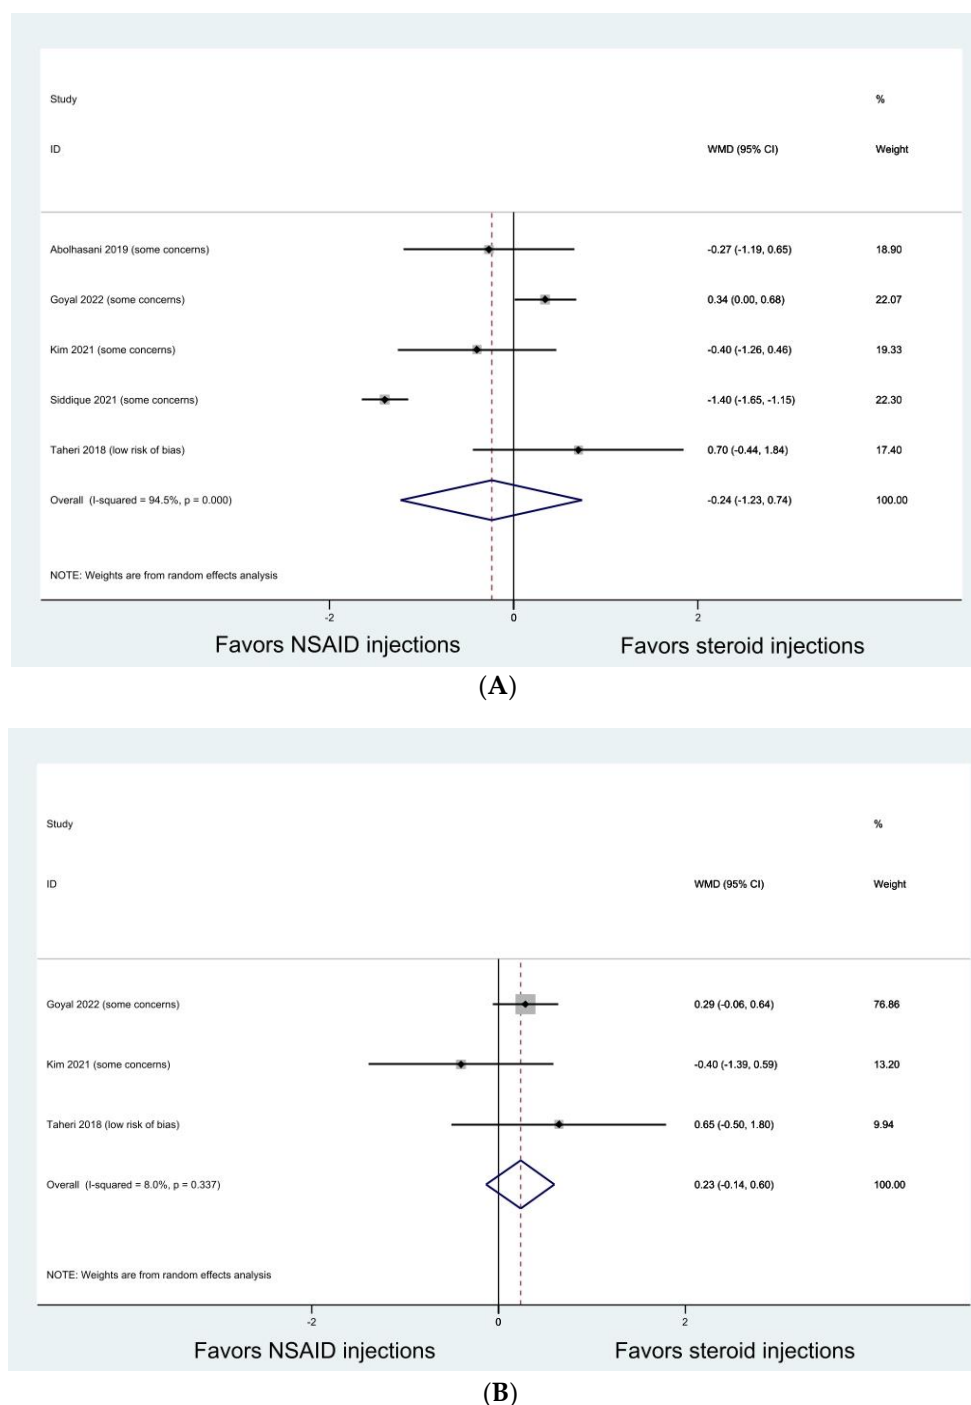 Study %
ID WMD (95% CI) Weight
Abolhasani 2019 (some concerns) -0.27 (-1.19, 0.65) 18.90
Goyal 2022 (some concerns) 0.34 (0.00, 0.68) 22.07
Kim 2021 (some concerns) -0.40 (-1.26, 0.46) 19.33
Siddique 2021 (some concerns) -1.40 (-1.65, -1.15) 22.30
Taheri 2018 (low risk of bias) 0.70 (-0.44, 1.84) 17.40
Overall (I-squared = 94.5%, p = 0.000) -0.24 (-1.23, 0.74) 100.00
NOTE: Weights are from random effects analysis
-2 0 2
Favors NSAID injections Favors steroid injections
(A)
Study %
ID WMD (95% CI) Weight
Goyal 2022 (some concerns) 0.29 (-0.06, 0.64) 76.86
Kim 2021 (some concerns) -0.40 (-1.39, 0.59) 13.20
Taheri 2018 (low risk of bias) 0.65 (-0.50, 1.80) 9.94
Overall (I-squared = 8.0%, p = 0.337) 0.23 (-0.14, 0.60) 100.00
NOTE: Weights are from random effects analysis
-2 0 2
Favors NSAID injections Favors steroid injections
(B)